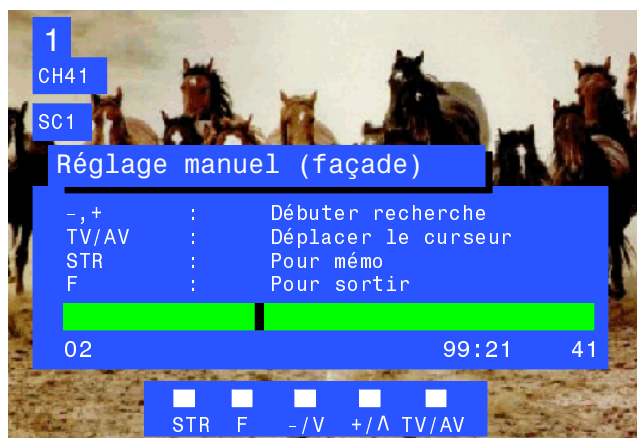 1
CH41
SC1
Réglage manuel (façade)
-,+ : Débuter recherche
TV/AV : Déplacer le curseur
STR : Pour mémo
F : Pour sortir
02 99:21 41
STR F -/V +/Λ TV/AV